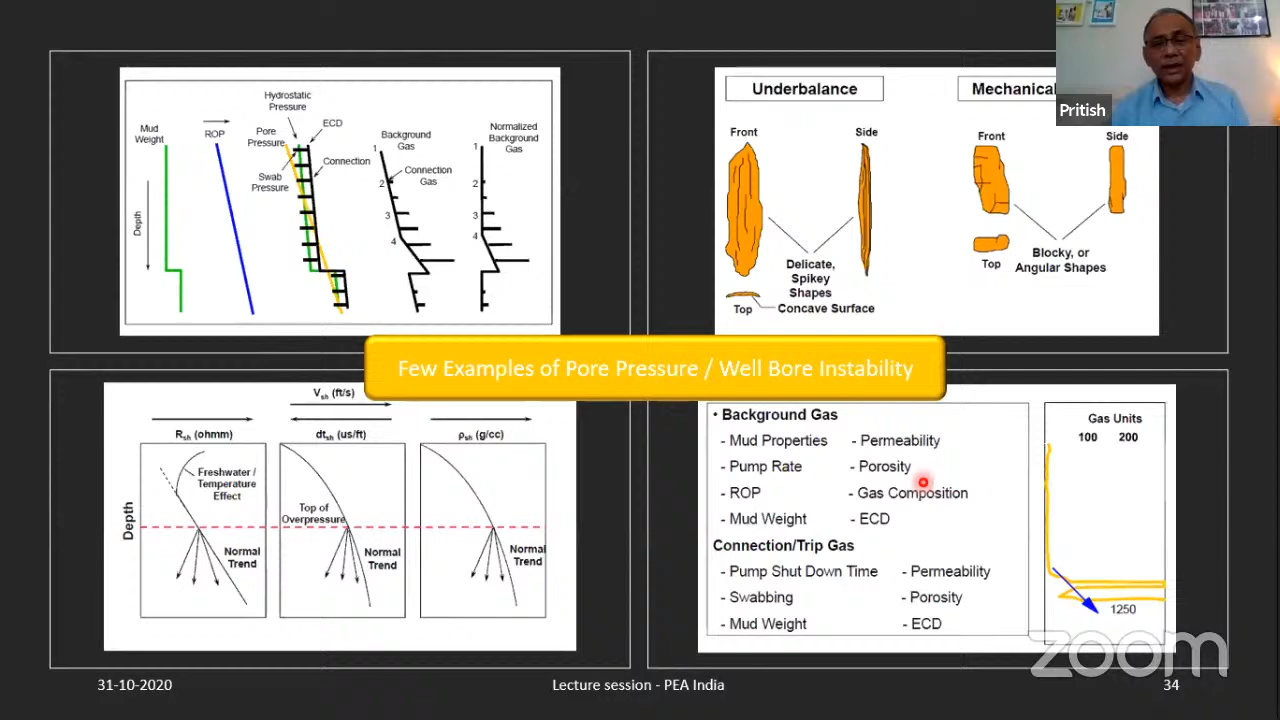 Pritish
Hydrostatic
Pressure
Mud
Weight
ROP
Pore
Pressure
ECD
Connection
Swab
Pressure
Depth
Background
Gas
Connection
Gas
Normalized
Background
Gas
1
2
3
4
1
2
3
4
Underbalance
Front
Side
Delicate,
Spikey
Shapes
Top
Concave Surface
Mechanical
Front
Side
Top
Blocky, or
Angular Shapes
Few Examples of Pore Pressure / Well Bore Instability
Vsh (ft/s)
Rsh (ohmm)
dtsh (us/ft)
ρsh (g/cc)
Freshwater /
Temperature
Effect
Top of
Overpressure
Depth
Normal
Trend
Normal
Trend
Normal
Trend
• Background Gas
- Mud Properties - Permeability
- Pump Rate - Porosity
- ROP - Gas Composition
- Mud Weight - ECD
Connection/Trip Gas
- Pump Shut Down Time - Permeability
- Swabbing - Porosity
- Mud Weight - ECD
Gas Units
100 200
1250
zoom
31-10-2020
Lecture session - PEA India
34